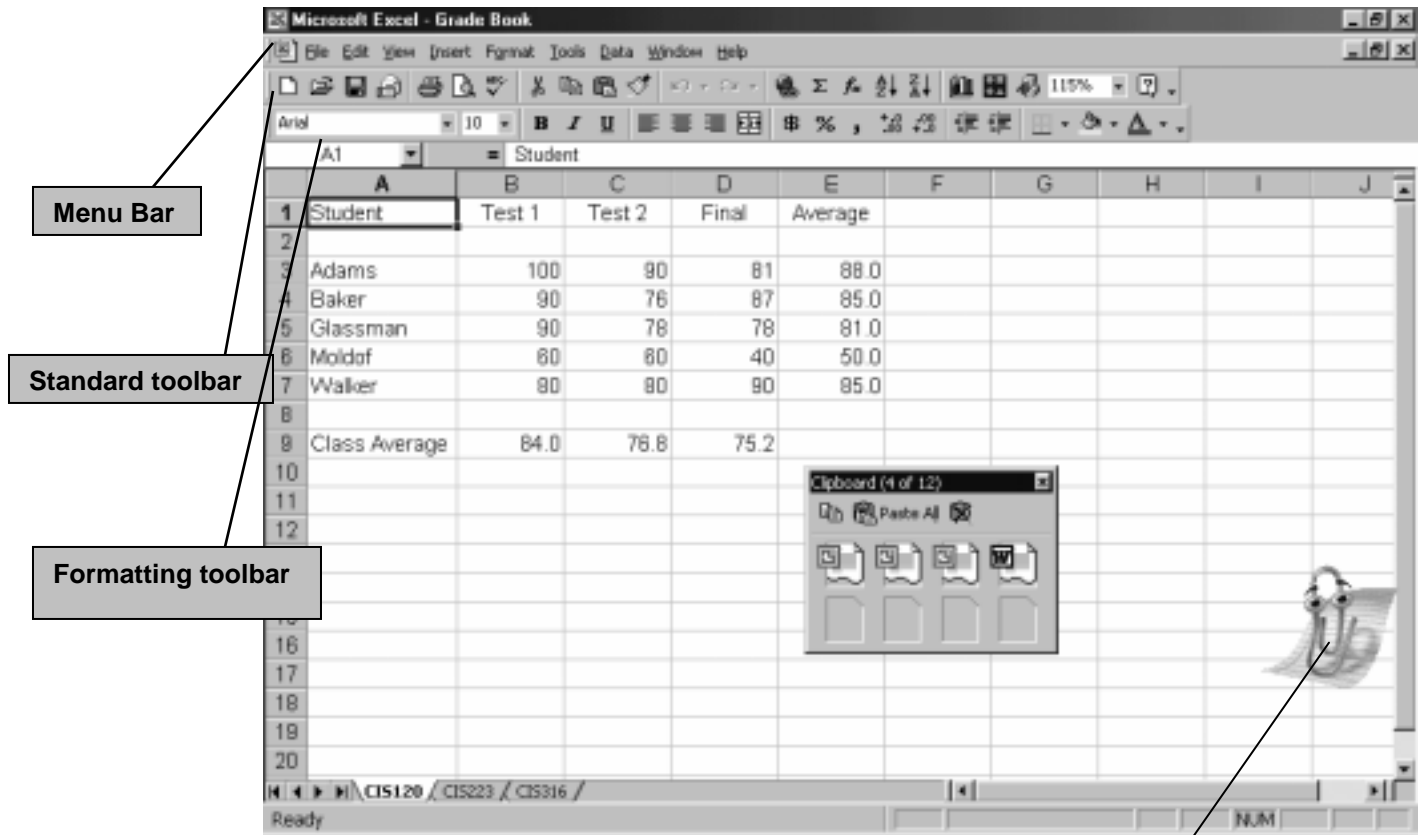 Microsoft Excel - Grade Book
File Edit View Insert Format Tools Data Window Help
115%
Arial 10 B I U $ % ,
A1 = Student
A B C D E F G H I J
Menu Bar
1 Student Test 1 Test 2 Final Average
2
3 Adams 100 90 81 88.0
4 Baker 90 76 87 85.0
5 Glassman 90 78 78 81.0
Standard toolbar
6 Moldof 60 60 40 50.0
7 Walker 80 80 90 85.0
8
9 Class Average 84.0 76.8 75.2
10
Clipboard (4 of 12)
11
Paste All
12
Formatting toolbar
16
17
18
19
20
CIS120 / CIS223 / CIS316 /
Ready NUM